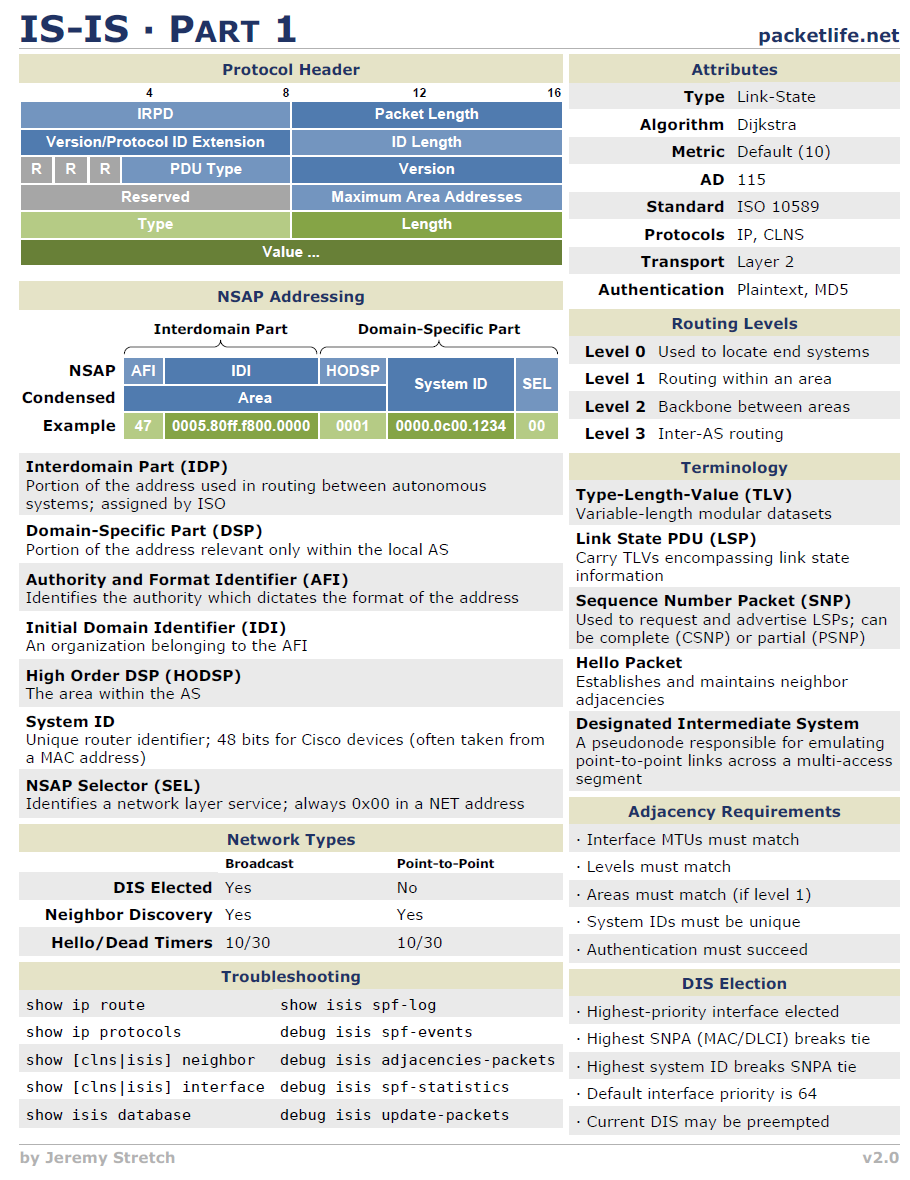 IS-IS · PART 1
packetlife.net
Protocol Header
4 8 12 16
IRPD Packet Length
Version/Protocol ID Extension ID Length
R R R PDU Type Version
Reserved Maximum Area Addresses
Type Length
Value ...
NSAP Addressing
Interdomain Part Domain-Specific Part
NSAP AFI IDI HODSP System ID SEL
Condensed Area
Example 47 0005.80ff.f800.0000 0001 0000.0c00.1234 00
Interdomain Part (IDP)
Portion of the address used in routing between autonomous
systems; assigned by ISO
Domain-Specific Part (DSP)
Portion of the address relevant only within the local AS
Authority and Format Identifier (AFI)
Identifies the authority which dictates the format of the address
Initial Domain Identifier (IDI)
An organization belonging to the AFI
High Order DSP (HODSP)
The area within the AS
System ID
Unique router identifier; 48 bits for Cisco devices (often taken from
a MAC address)
NSAP Selector (SEL)
Identifies a network layer service; always 0x00 in a NET address
Network Types
Broadcast Point-to-Point
DIS Elected Yes No
Neighbor Discovery Yes Yes
Hello/Dead Timers 10/30 10/30
Troubleshooting
show ip route show isis spf-log
show ip protocols debug isis spf-events
show [clns|isis] neighbor debug isis adjacencies-packets
show [clns|isis] interface debug isis spf-statistics
show isis database debug isis update-packets
Attributes
Type Link-State
Algorithm Dijkstra
Metric Default (10)
AD 115
Standard ISO 10589
Protocols IP, CLNS
Transport Layer 2
Authentication Plaintext, MD5
Routing Levels
Level 0 Used to locate end systems
Level 1 Routing within an area
Level 2 Backbone between areas
Level 3 Inter-AS routing
Terminology
Type-Length-Value (TLV)
Variable-length modular datasets
Link State PDU (LSP)
Carry TLVs encompassing link state
information
Sequence Number Packet (SNP)
Used to request and advertise LSPs; can
be complete (CSNP) or partial (PSNP)
Hello Packet
Establishes and maintains neighbor
adjacencies
Designated Intermediate System
A pseudonode responsible for emulating
point-to-point links across a multi-access
segment
Adjacency Requirements
· Interface MTUs must match
· Levels must match
· Areas must match (if level 1)
· System IDs must be unique
· Authentication must succeed
DIS Election
· Highest-priority interface elected
· Highest SNPA (MAC/DLCI) breaks tie
· Highest system ID breaks SNPA tie
· Default interface priority is 64
· Current DIS may be preempted
by Jeremy Stretch
v2.0